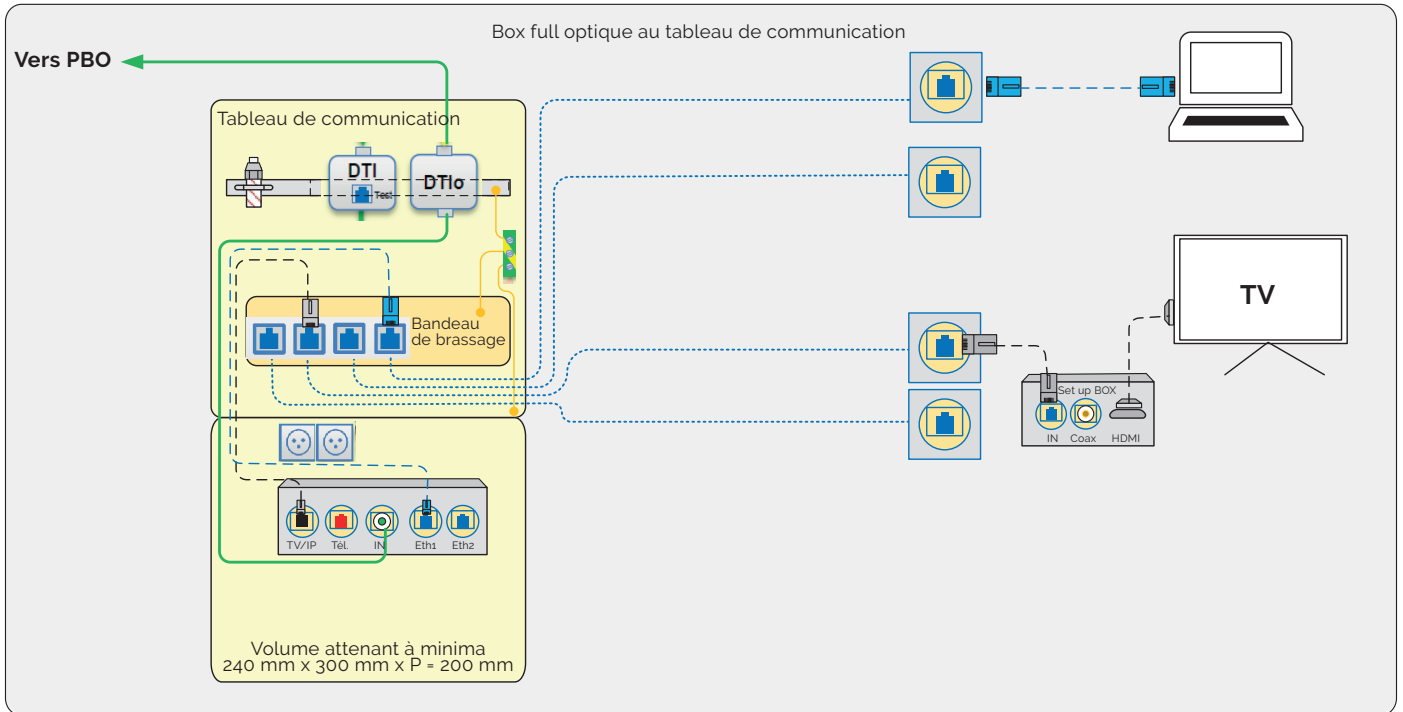 Box full optique au tableau de communication
Vers PBO
Tableau de communication
DTI
Test
DTIo
Bandeau
de brassage
TV
Set up BOX
IN Coax HDMI
TV/IP Tél. IN Eth1 Eth2
Volume attenant à minima
240 mm x 300 mm x P = 200 mm